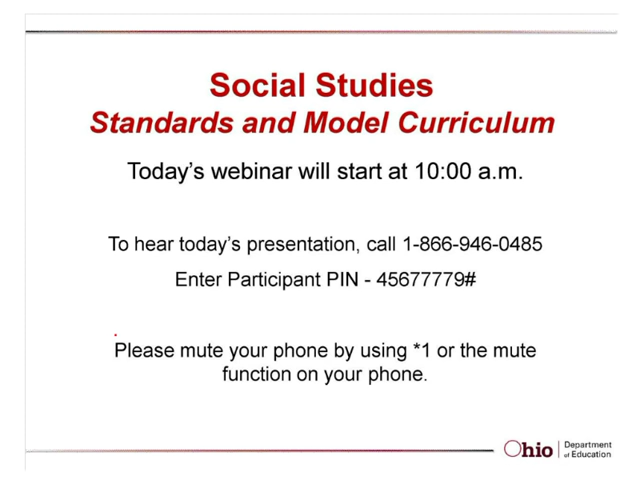 Social Studies
Standards and Model Curriculum
Today's webinar will start at 10:00 a.m.
To hear today's presentation, call 1-866-946-0485
Enter Participant PIN - 45677779#
Please mute your phone by using *1 or the mute
function on your phone.
Ohio Department
of Education